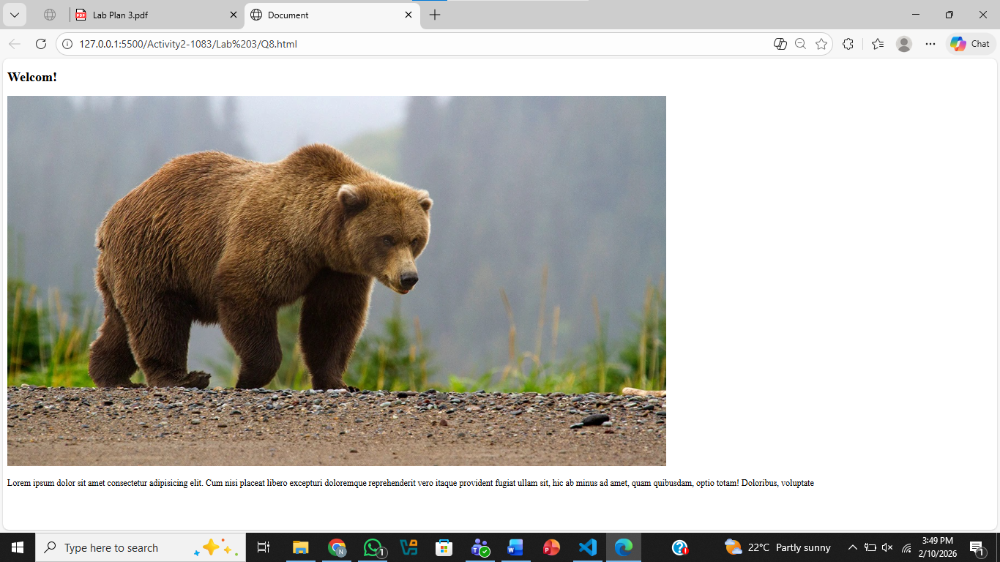 Lab Plan 3.pdf
Document
127.0.0.1:5500/Activity2-1083/Lab%203/Q8.html
Chat
Welcom!
Lorem ipsum dolor sit amet consectetur adipisicing elit. Cum nisi placeat libero excepturi doloremque reprehenderit vero itaque provident fugiat ullam sit, hic ab minus ad amet, quam quibusdam, optio totam! Doloribus, voluptate
Type here to search
22°C Partly sunny
3:49 PM
2/10/2026